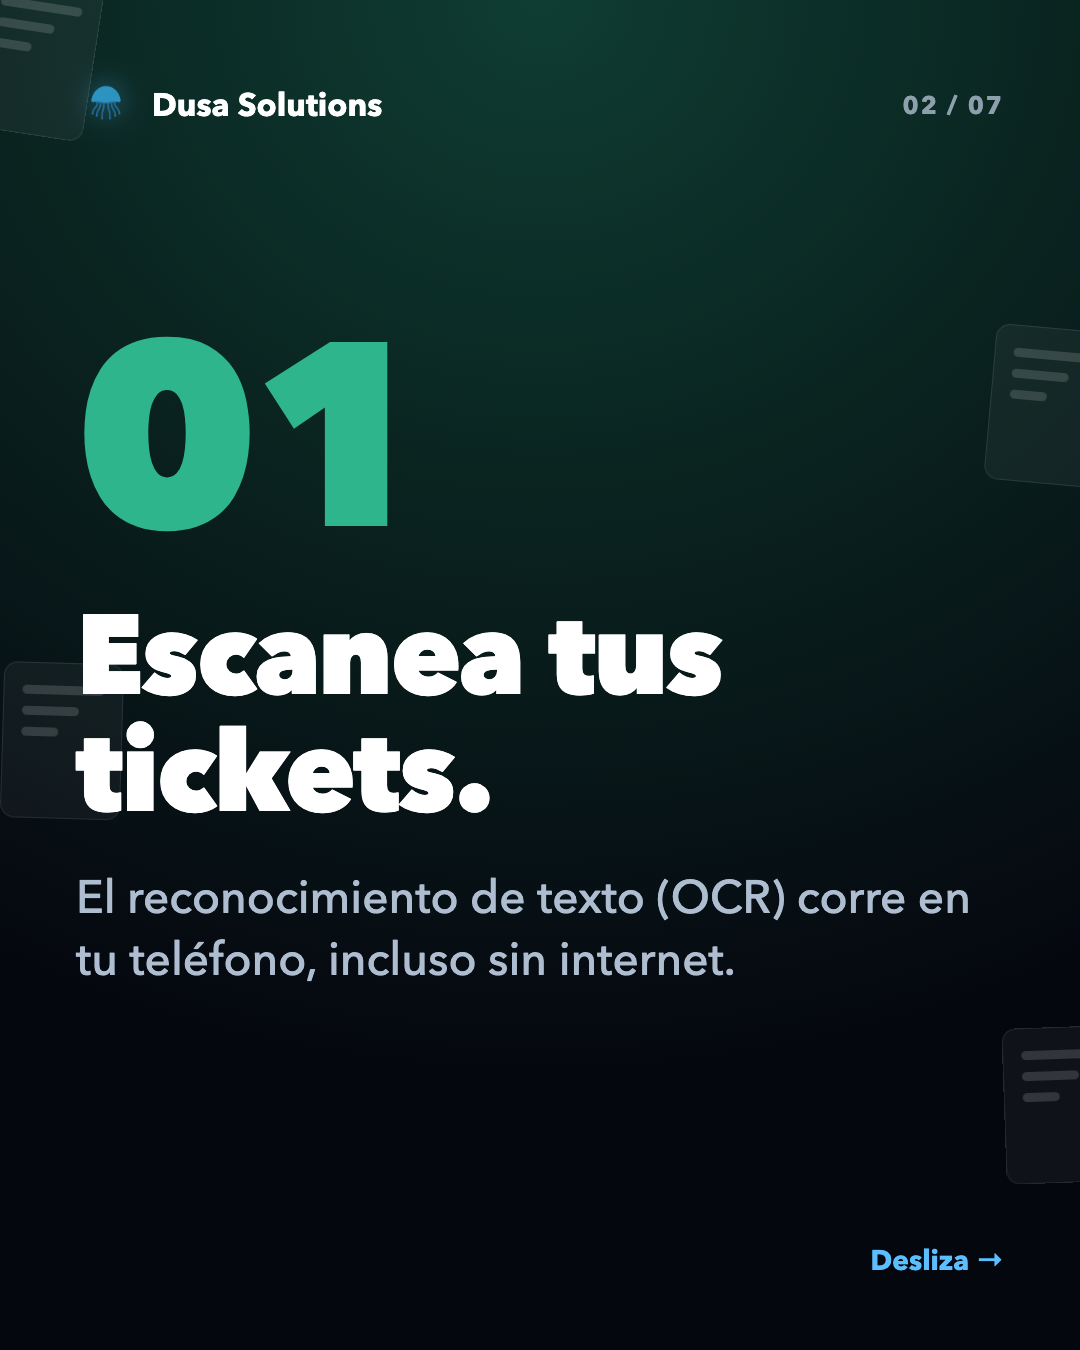 Dusa Solutions
02 / 07
01
Escanea tus
tickets.
El reconocimiento de texto (OCR) corre en
tu teléfono, incluso sin internet.
Desliza →